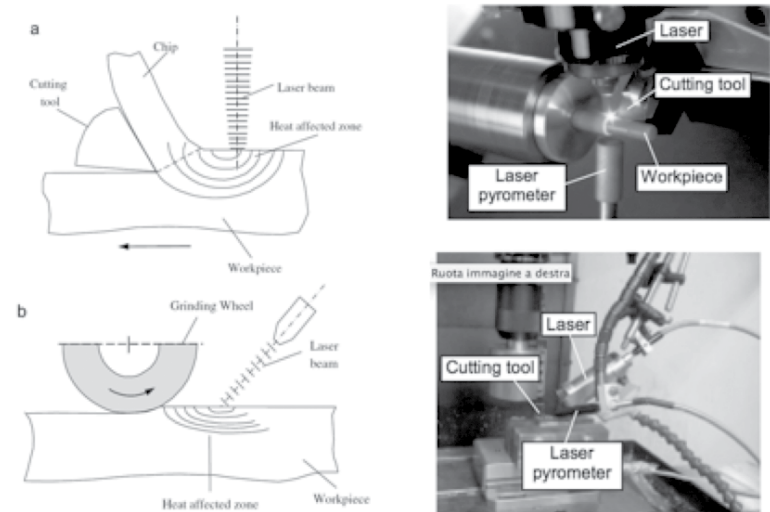 a
Chip
Cutting
tool
Laser beam
Heat affected zone
Workpiece
Laser
Cutting tool
Laser
pyrometer
Workpiece
b
Grinding Wheel
Laser
beam
Heat affected zone
Workpiece
Ruota immagine a destra
Laser
Cutting tool
Laser
pyrometer